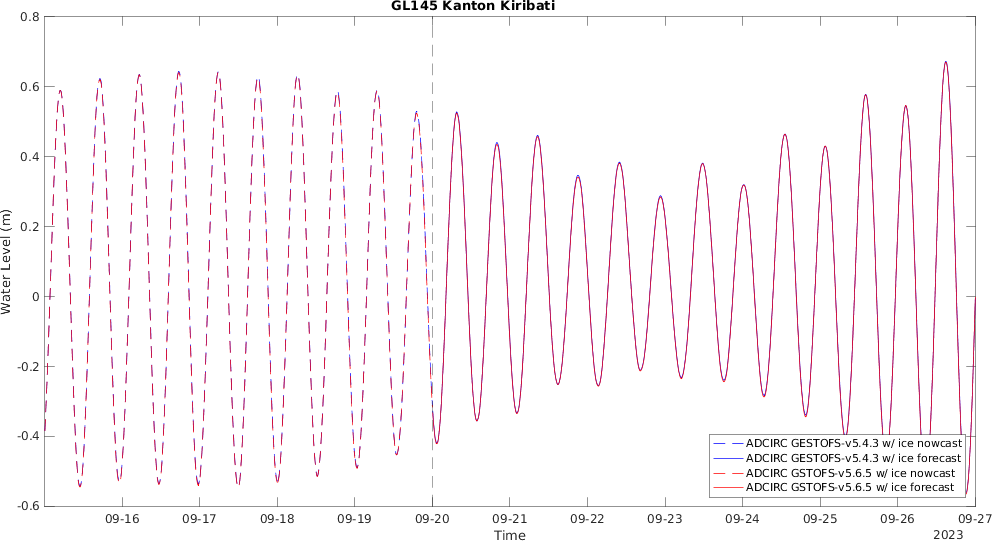 GL145 Kanton Kiribati
0.8
0.6
0.4
0.2
0
-0.2
-0.4
-0.6
Water Level (m)
ADCIRC GESTOFS-v5.4.3 w/ ice nowcast
ADCIRC GESTOFS-v5.4.3 w/ ice forecast
ADCIRC GSTOFS-v5.6.5 w/ ice nowcast
ADCIRC GSTOFS-v5.6.5 w/ ice forecast
09-16 09-17 09-18 09-19 09-20 09-21 09-22 09-23 09-24 09-25 09-26 09-27
Time
2023